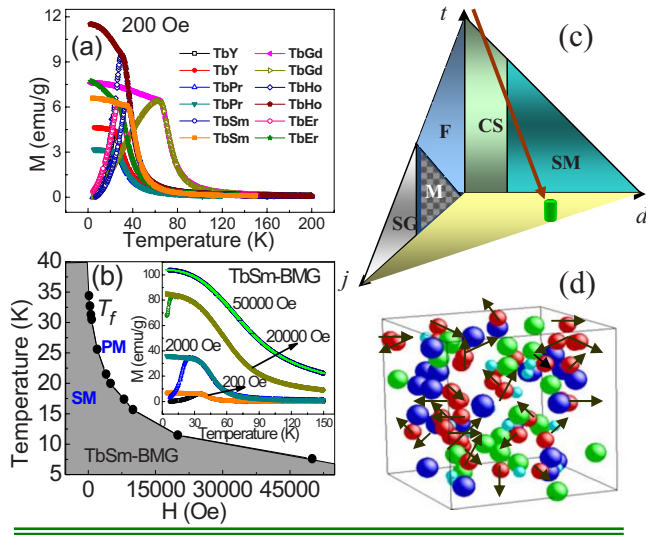 (a)
200 Oe
TbY TbGd
TbY TbGd
TbPr TbHo
TbPr TbHo
TbSm TbEr
TbSm TbEr
M (emu/g)
12
9
6
3
0
0 40 80 120 160 200
Temperature (K)
(b)
Temperature (K)
40
35
30
25
20
15
10
5
T_f
PM
SM
TbSm-BMG
0 15000 30000 45000
H (Oe)
TbSm-BMG
50000 Oe
20000 Oe
2000 Oe
200 Oe
M (emu/g)
100
80
60
40
20
0
0 30 60 90 120 150
Temperature (K)
(c)
t
F
CS
SM
M
SG
j
d
(d)